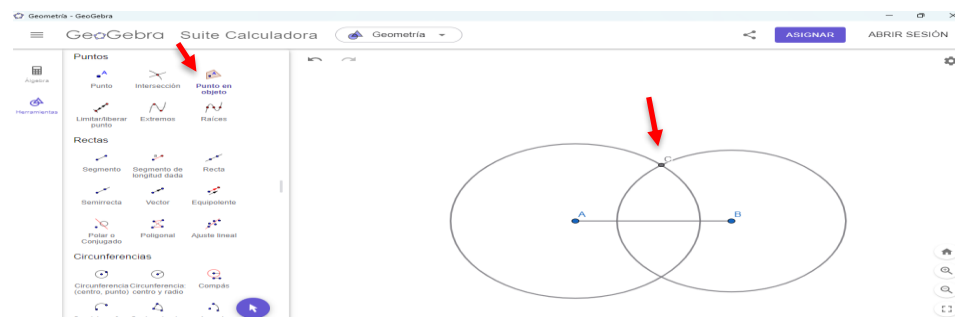 Geometría - GeoGebra
GeoGebra Suite Calculadora
Geometría
ASIGNAR
ABRIR SESIÓN
Álgebra
Herramientas
Puntos
Punto
Intersección
Punto en
objeto
Limitar/liberar
punto
Extremos
Raíces
Rectas
Segmento
Segmento de
longitud dada
Recta
Semirrecta
Vector
Equipolente
Polar o
Conjugado
Poligonal
Ajuste lineal
Circunferencias
Circunferencia
(centro, punto)
Circunferencia:
centro y radio
Compás
A
B
C